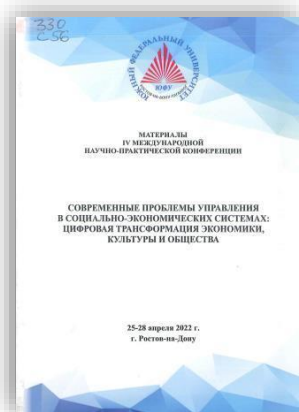 330
С56
ЮЖНЫЙ ФЕДЕРАЛЬНЫЙ УНИВЕРСИТЕТ
ЮФУ
МАТЕРИАЛЫ
IV МЕЖДУНАРОДНОЙ
НАУЧНО-ПРАКТИЧЕСКОЙ КОНФЕРЕНЦИИ
СОВРЕМЕННЫЕ ПРОБЛЕМЫ УПРАВЛЕНИЯ
В СОЦИАЛЬНО-ЭКОНОМИЧЕСКИХ СИСТЕМАХ:
ЦИФРОВАЯ ТРАНСФОРМАЦИЯ ЭКОНОМИКИ,
КУЛЬТУРЫ И ОБЩЕСТВА
25-28 апреля 2022 г.
г. Ростов-на-Дону